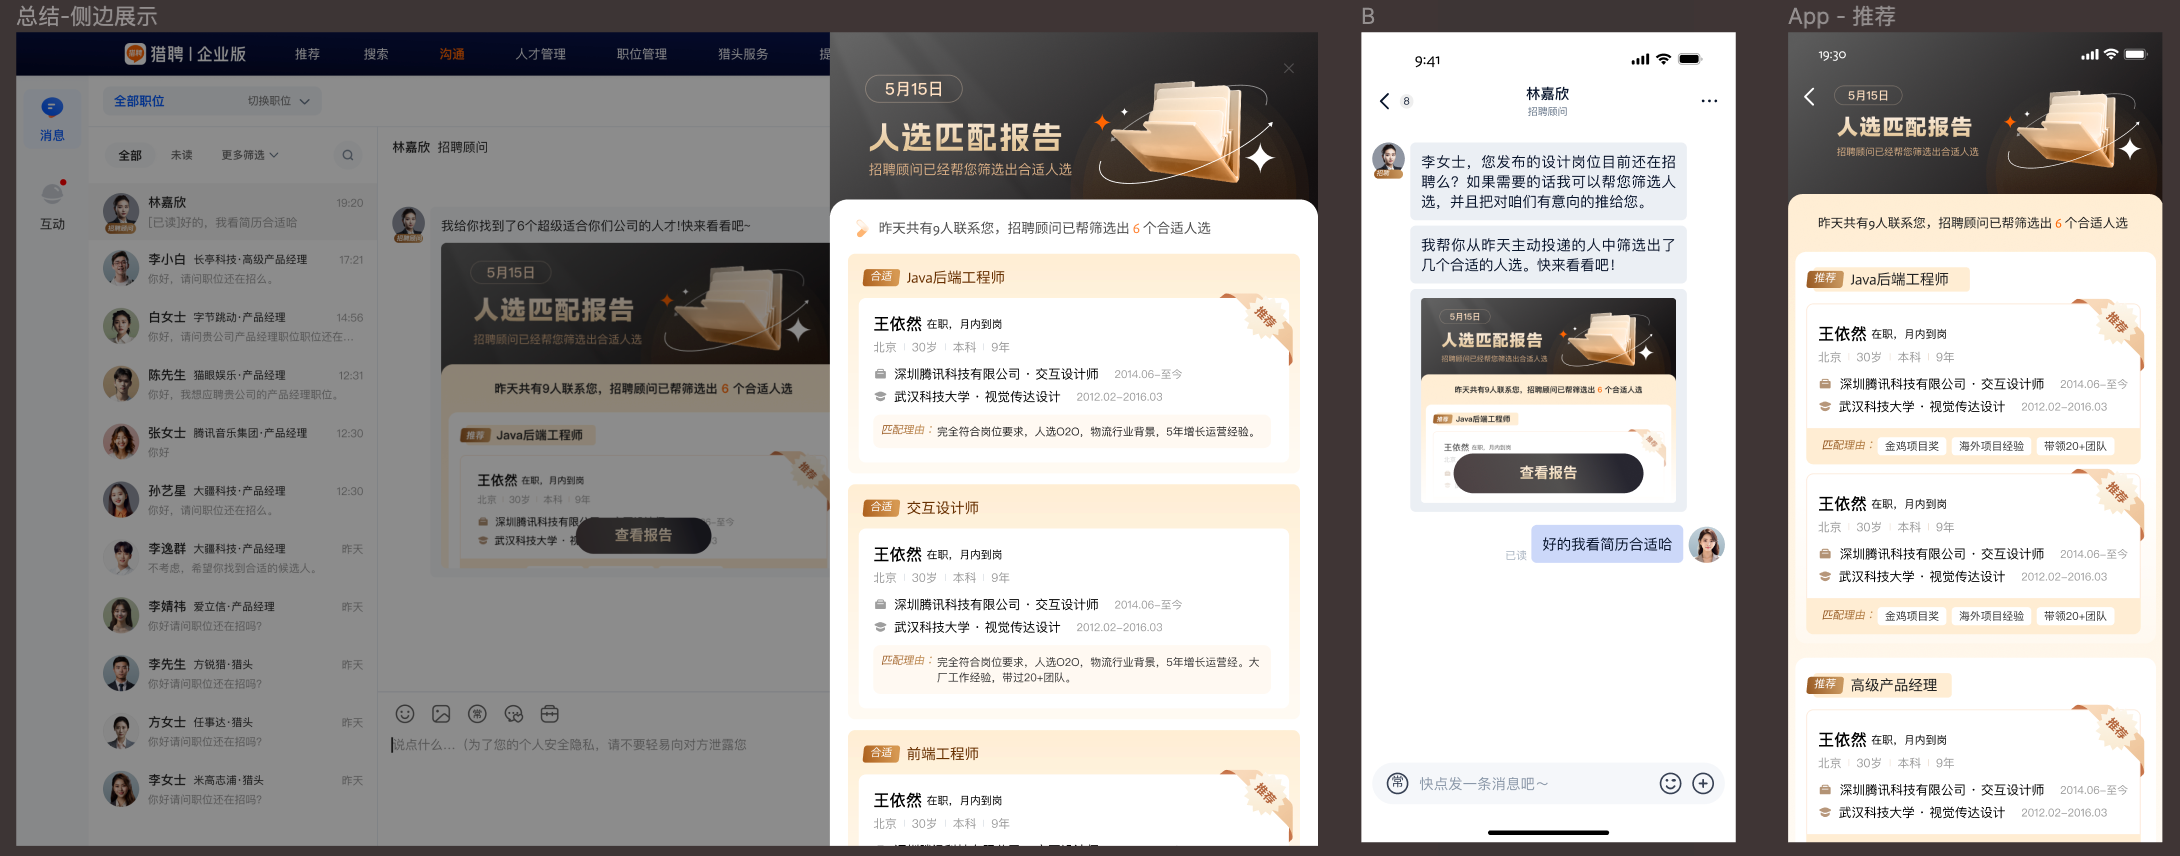 总结-侧边展示
猎聘 | 企业版
推荐
搜索
沟通
人才管理
职位管理
猎头服务
消息
互动
全部职位
切换职位
全部
未读
更多筛选
林嘉欣
19:20
[已读]好的，我看简历合适哈
招聘顾问
李小白 长亭科技·高级产品经理
17:21
你好，请问职位还在招么。
白女士 字节跳动·产品经理
14:56
你好，请问贵公司产品经理职位职位还在...
陈先生 猫眼娱乐·产品经理
12:31
你好，我想应聘贵公司的产品经理职位。
张女士 腾讯音乐集团·产品经理
12:30
你好
孙艺星 大疆科技·产品经理
12:30
你好，请问职位还在招么。
李逸群 大疆科技·产品经理
昨天
不考虑，希望你找到合适的候选人。
李婧祎 爱立信·产品经理
昨天
你好请问职位还在招吗?
李先生 方锐猎·猎头
昨天
你好请问职位还在招吗?
方女士 任事达·猎头
昨天
你好请问职位还在招吗?
李女士 米高志浦·猎头
昨天
你好请问职位还在招吗?
林嘉欣 招聘顾问
招聘顾问
我给你找到了6个超级适合你们公司的人才!快来看看吧~
5月15日
人选匹配报告
招聘顾问已经帮您筛选出合适人选
昨天共有9人联系您，招聘顾问已帮筛选出 6 个合适人选
推荐 Java后端工程师
推荐
王依然 在职，月内到岗
北京 30岁 本科 9年
深圳腾讯科技有限
-至今
武汉科技大学 · 视
查看报告
常
说点什么...（为了您的个人安全隐私，请不要轻易向对方泄露您
5月15日
人选匹配报告
招聘顾问已经帮您筛选出合适人选
昨天共有9人联系您，招聘顾问已帮筛选出 6 个合适人选
合适 Java后端工程师
推荐
王依然 在职，月内到岗
北京 30岁 本科 9年
深圳腾讯科技有限公司 · 交互设计师 2014.06-至今
武汉科技大学 · 视觉传达设计 2012.02-2016.03
匹配理由： 完全符合岗位要求，人选O2O，物流行业背景，5年增长运营经验。
合适 交互设计师
王依然 在职，月内到岗
北京 30岁 本科 9年
深圳腾讯科技有限公司 · 交互设计师 2014.06-至今
武汉科技大学 · 视觉传达设计 2012.02-2016.03
匹配理由： 完全符合岗位要求，人选O2O，物流行业背景，5年增长运营经。大
厂工作经验，带过20+团队。
合适 前端工程师
推荐
王依然 在职，月内到岗
北京 30岁 本科 9年
B
9:41
8
林嘉欣
招聘顾问
招聘
李女士，您发布的设计岗位目前还在招
聘么？如果需要的话我可以帮您筛选人
选，并且把对咱们有意向的推给您。
我帮你从昨天主动投递的人中筛选出了
几个合适的人选。快来看看吧！
5月15日
人选匹配报告
招聘顾问已经帮您筛选出合适人选
昨天共有9人联系您，招聘顾问已帮筛选出 6 个合适人选
推荐 Java后端工程师
推荐
王依然 在职，月内到岗
查看报告
已读
好的我看简历合适哈
常
快点发一条消息吧～
App - 推荐
19:30
5月15日
人选匹配报告
招聘顾问已经帮您筛选出合适人选
昨天共有9人联系您，招聘顾问已帮筛选出 6 个合适人选
推荐 Java后端工程师
推荐
王依然 在职，月内到岗
北京 30岁 本科 9年
深圳腾讯科技有限公司 · 交互设计师 2014.06-至今
武汉科技大学 · 视觉传达设计 2012.02-2016.03
匹配理由： 金鸡项目奖 海外项目经验 带领20+团队
推荐
王依然 在职，月内到岗
北京 30岁 本科 9年
深圳腾讯科技有限公司 · 交互设计师 2014.06-至今
武汉科技大学 · 视觉传达设计 2012.02-2016.03
匹配理由： 金鸡项目奖 海外项目经验 带领20+团队
推荐 高级产品经理
推荐
王依然 在职，月内到岗
北京 30岁 本科 9年
深圳腾讯科技有限公司 · 交互设计师 2014.06-至今
武汉科技大学 · 视觉传达设计 2012.02-2016.03